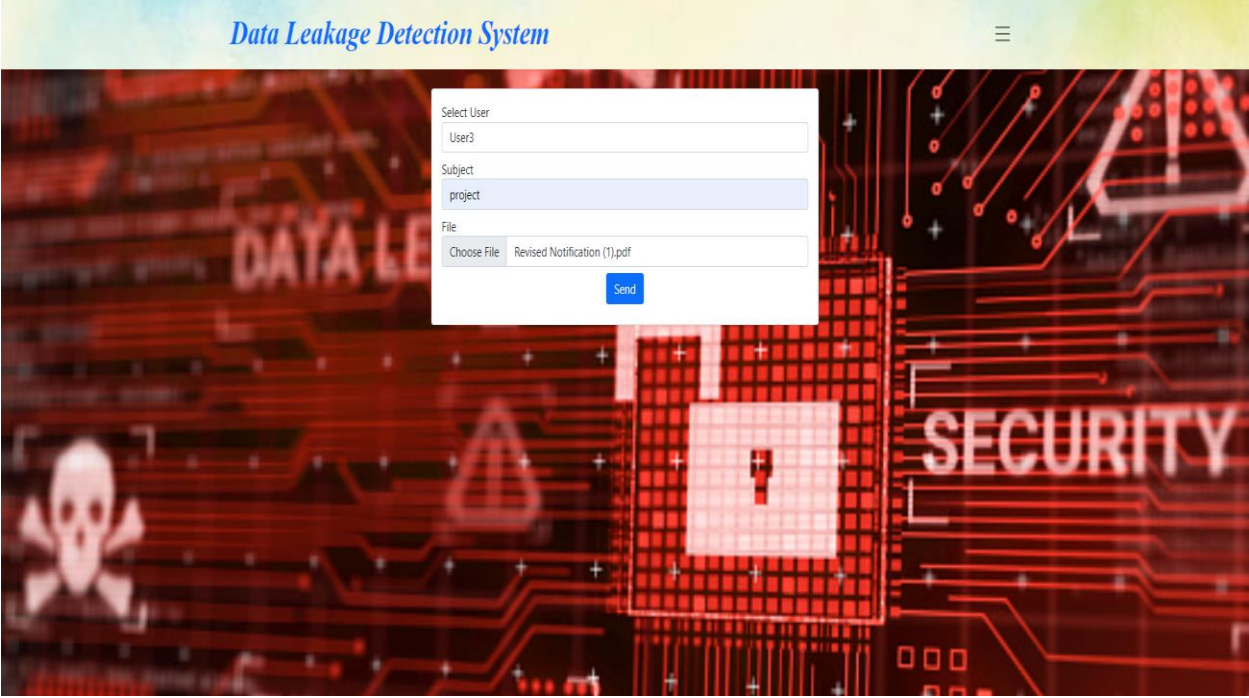 Data Leakage Detection System
Select User
User3
Subject
project
File
Choose File Revised Notification (1).pdf
Send
DATA LE
SECURITY